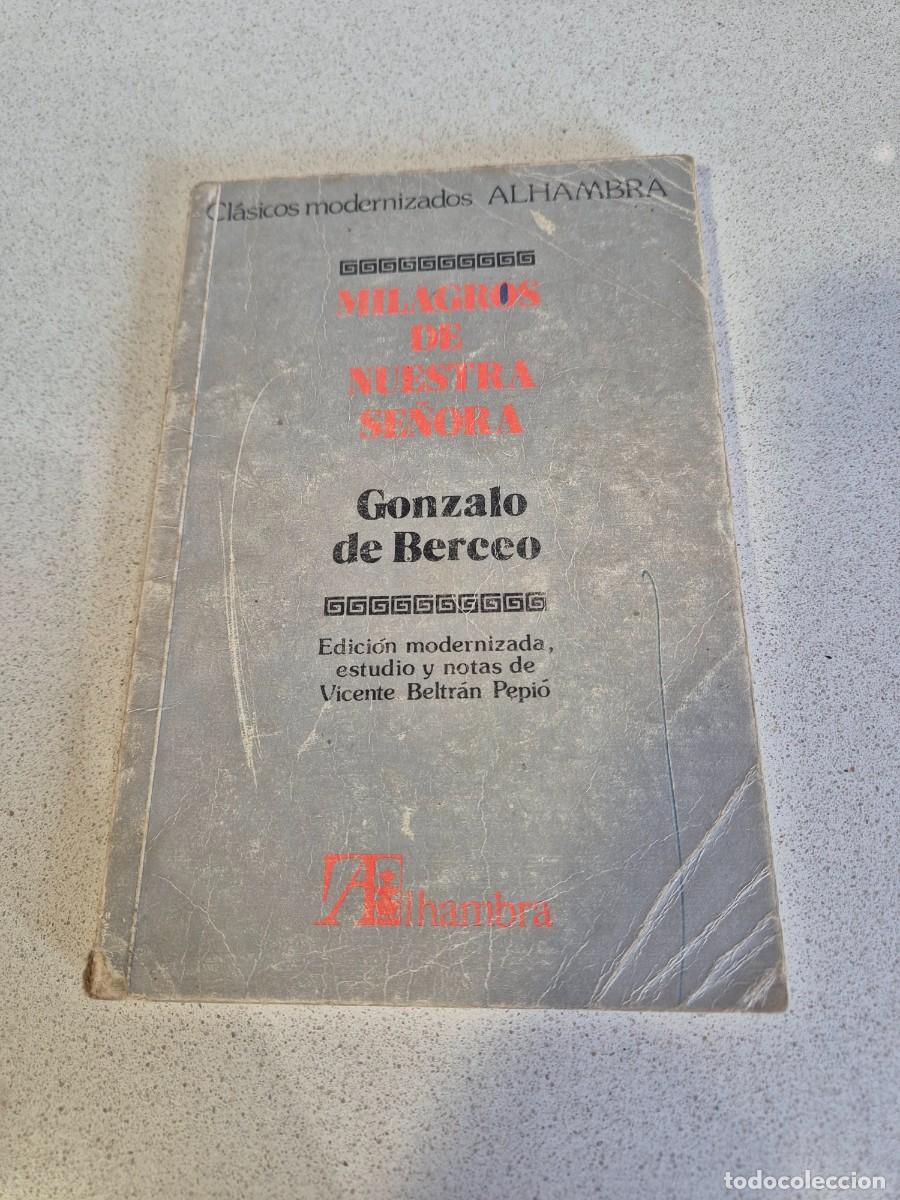 Clásicos modernizados ALHAMBRA
MILAGROS
DE
NUESTRA
SEÑORA
Gonzalo
de Berceo
Edición modernizada,
estudio y notas de
Vicente Beltrán Pepió
Alhambra
todocoleccion